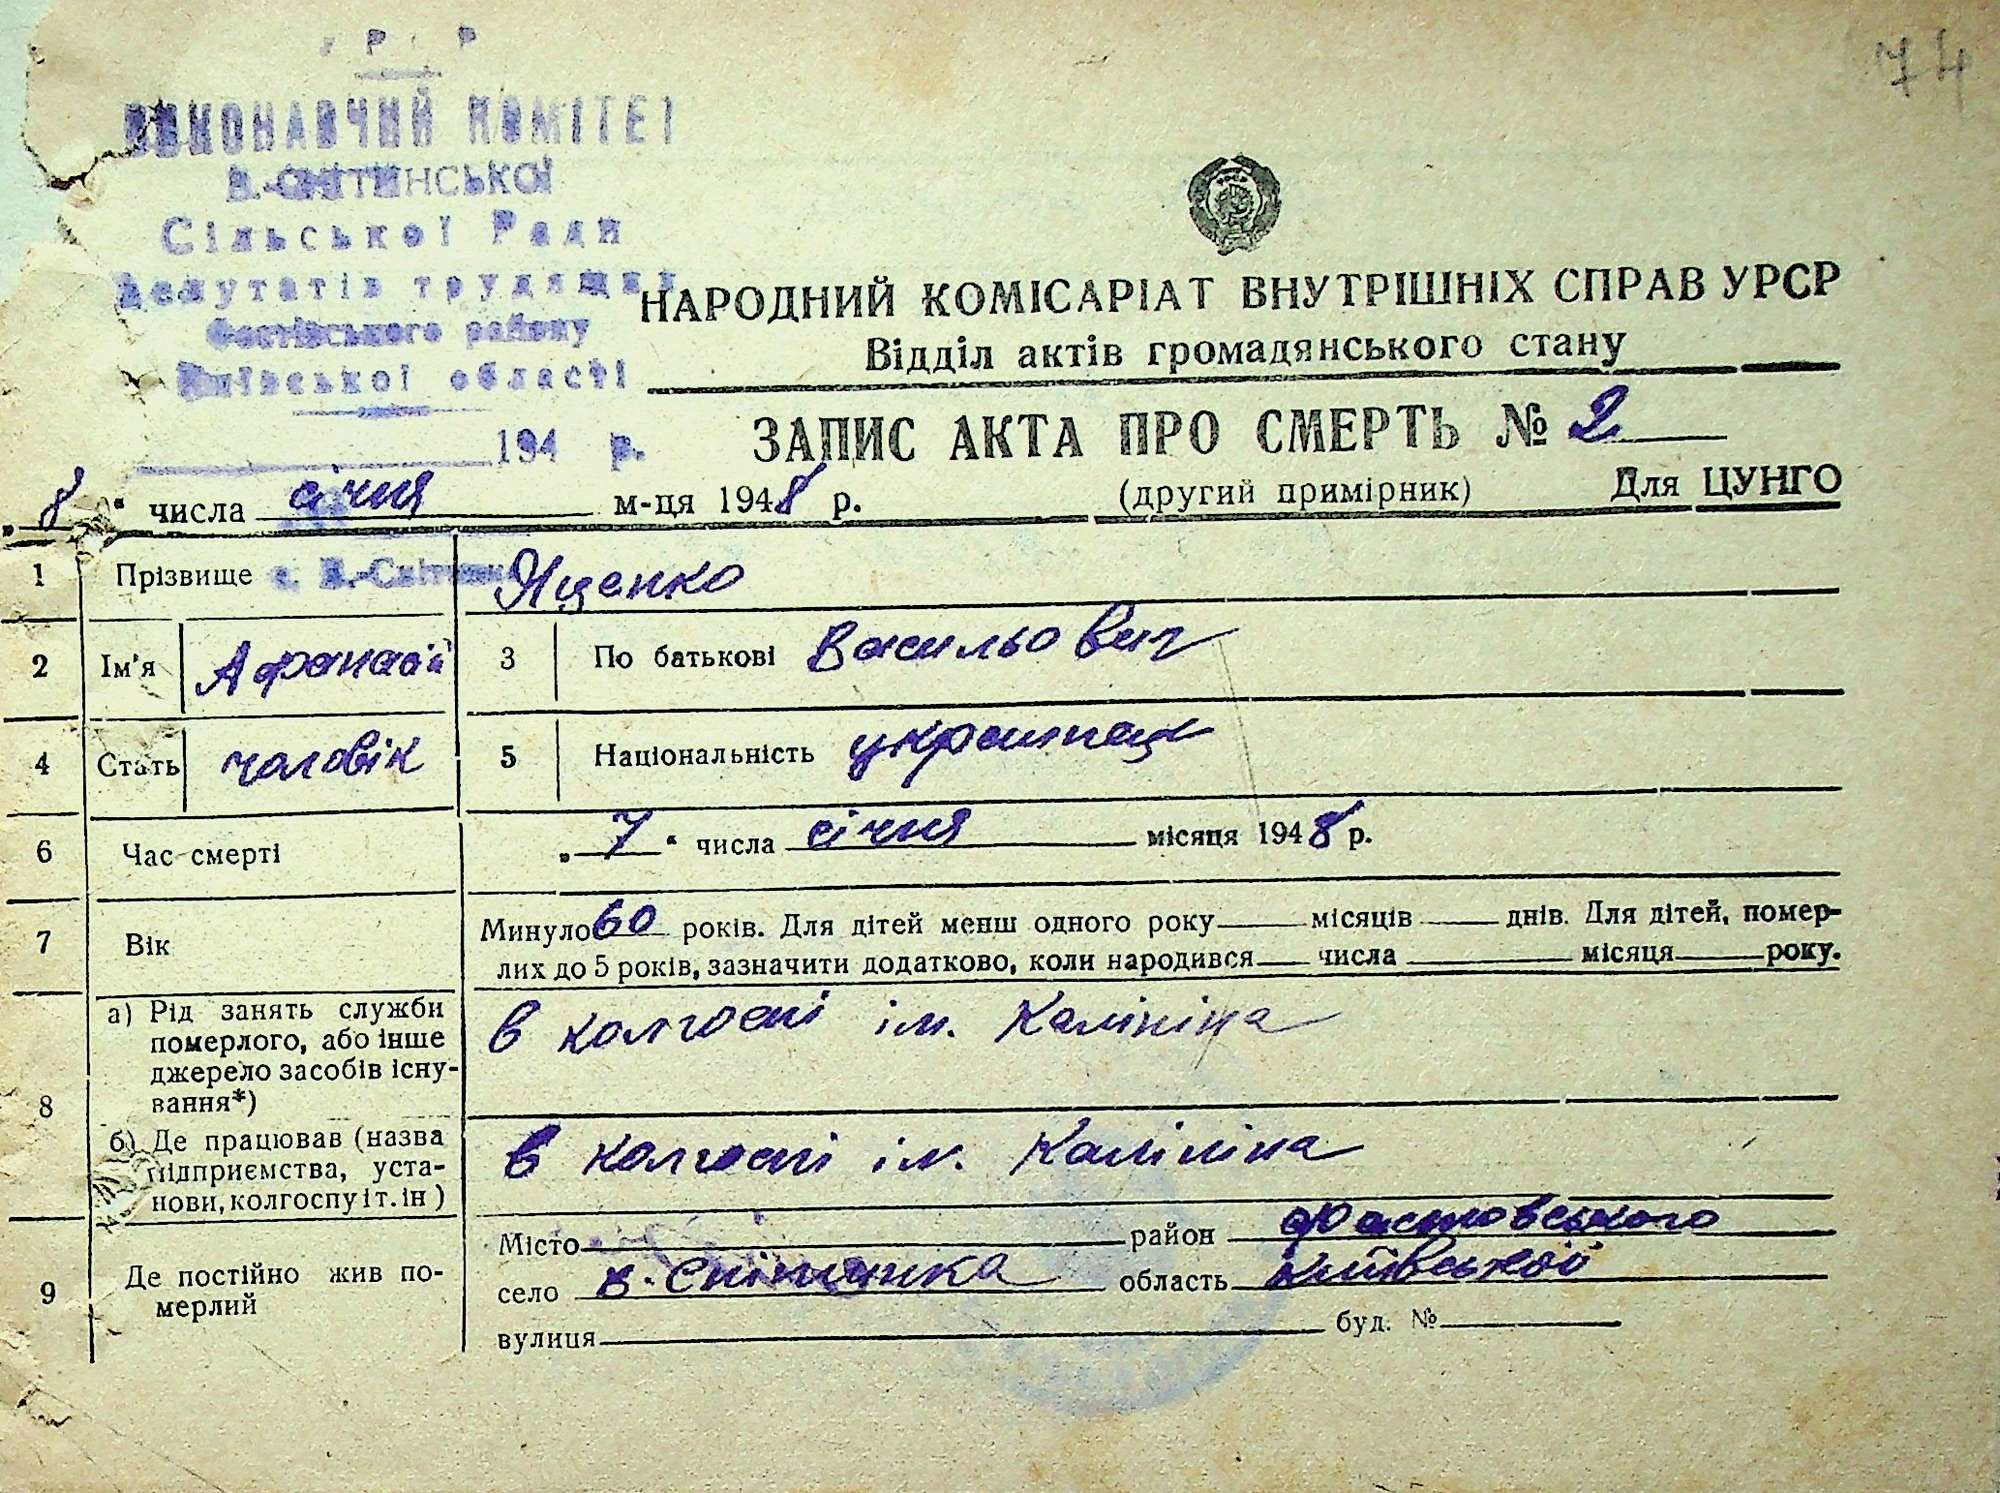 74
У Р С Р
ВИКОНАВЧИЙ КОМІТЕТ
В.-СНІТИНСЬКОЇ
Сільської Ради
Депутатів трудящих
Фастівського району
Київської області
194 р.
НАРОДНИЙ КОМІСАРІАТ ВНУТРІШНІХ СПРАВ УРСР
Відділ актів громадянського стану
ЗАПИС АКТА ПРО СМЕРТЬ № 2
„ 8 “ числа січня м-ця 1948 р. (другий примірник) Для ЦУНГО
с. В.-Снітинка
1 Прізвище Яценко
2 Ім'я Афанасій 3 По батькові Васильович
4 Стать чоловік 5 Національність українец
6 Час смерті „ 7 “ числа січня місяця 1948 р.
7 Вік Минуло 60 років. Для дітей менш одного року місяців днів. Для дітей, помер-
лих до 5 років, зазначити додатково, коли народився числа місяця року.
8 а) Рід занять служби
померлого, або інше
джерело засобів існу-
вання*)
в колгоспі ім. Калініна
б) Де працював (назва
підприємства, уста-
нови, колгоспу і т. ін)
в колгоспі ім. Калініна
9 Де постійно жив по-
мерлий
Місто район Фастовського
село В-Снітинка область Київської
вулиця буд. №